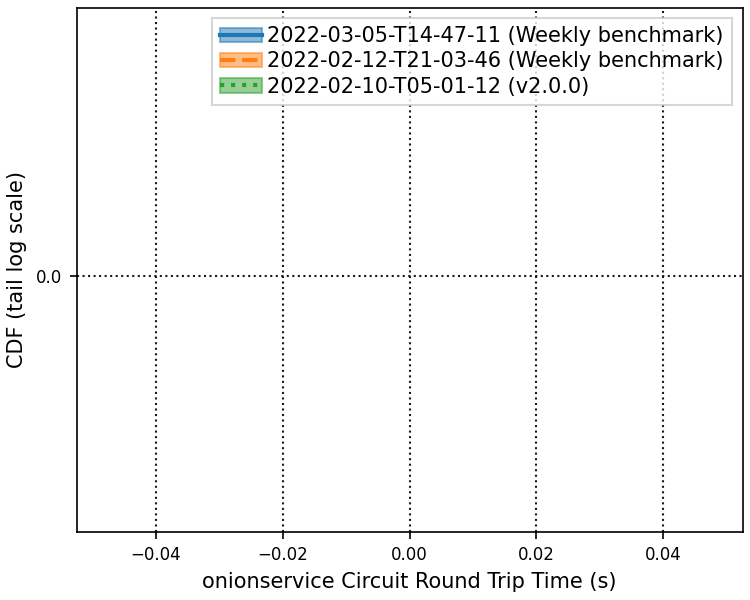 2022-03-05-T14-47-11 (Weekly benchmark)
2022-02-12-T21-03-46 (Weekly benchmark)
2022-02-10-T05-01-12 (v2.0.0)
CDF (tail log scale)
0.0
−0.04 −0.02 0.00 0.02 0.04
onionservice Circuit Round Trip Time (s)